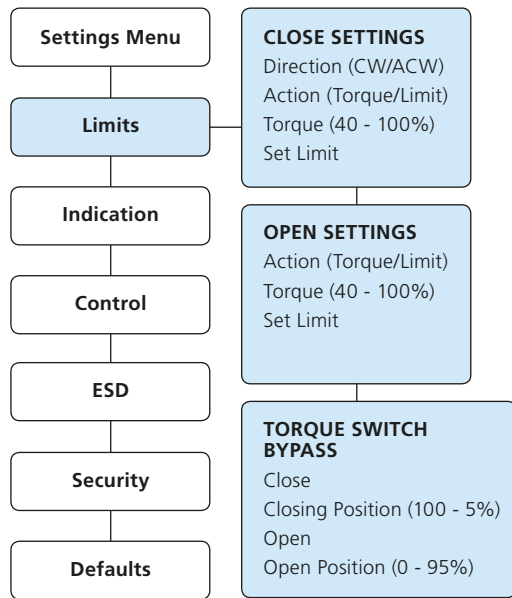 Settings Menu
Limits
Indication
Control
ESD
Security
Defaults
CLOSE SETTINGS
Direction (CW/ACW)
Action (Torque/Limit)
Torque (40 - 100%)
Set Limit
OPEN SETTINGS
Action (Torque/Limit)
Torque (40 - 100%)
Set Limit
TORQUE SWITCH
BYPASS
Close
Closing Position (100 - 5%)
Open
Open Position (0 - 95%)